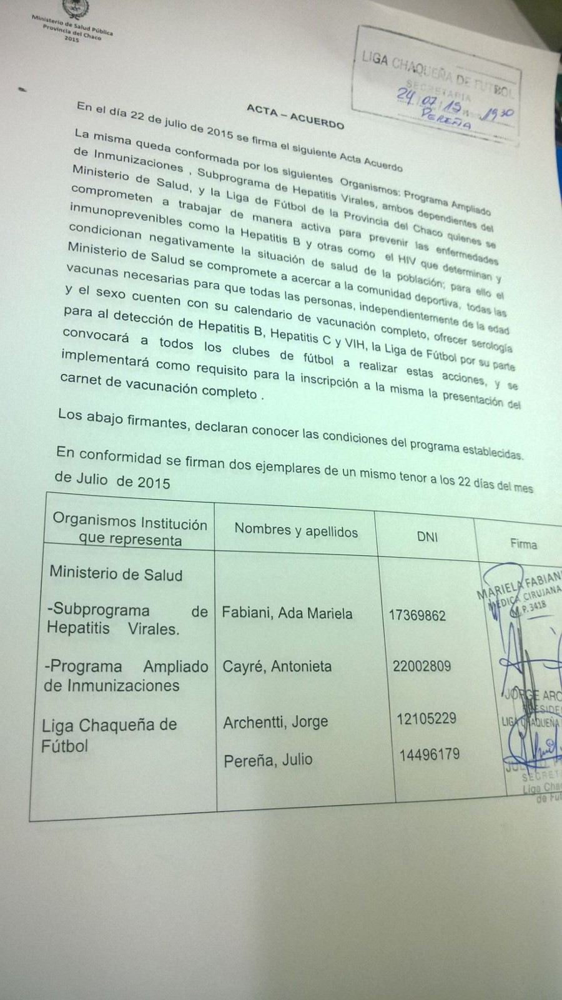 Ministerio de Salud Pública
Provincia del Chaco
2015
LIGA CHAQUEÑA DE FUTBOL
SECRETARIA
24 / 07 / 15 1930
PEREÑA
ACTA – ACUERDO
En el día 22 de julio de 2015 se firma el siguiente Acta Acuerdo
La misma queda conformada por los siguientes Organismos: Programa Ampliado
de Inmunizaciones , Subprograma de Hepatitis Virales, ambos dependientes del
Ministerio de Salud, y la Liga de Fútbol de la Provincia del Chaco quienes se
comprometen a trabajar de manera activa para prevenir las enfermedades
inmunoprevenibles como la Hepatitis B y otras como el HIV que determinan y
condicionan negativamente la situación de salud de la población; para ello el
Ministerio de Salud se compromete a acercar a la comunidad deportiva, todas las
vacunas necesarias para que todas las personas, independientemente de la edad
y el sexo cuenten con su calendario de vacunación completo, ofrecer serología
para al detección de Hepatitis B, Hepatitis C y VIH, la Liga de Fútbol por su parte
convocará a todos los clubes de fútbol a realizar estas acciones, y se
implementará como requisito para la inscripción a la misma la presentación del
carnet de vacunación completo .
Los abajo firmantes, declaran conocer las condiciones del programa establecidas.
En conformidad se firman dos ejemplares de un mismo tenor a los 22 días del mes
de Julio de 2015
Organismos Institución que representa
Nombres y apellidos
DNI
Firma
Ministerio de Salud
-Subprograma de Hepatitis Virales.
Fabiani, Ada Mariela
17369862
MARIELA FABIANI
MEDICA CIRUJANA
M.P. 3418
-Programa Ampliado de Inmunizaciones
Cayré, Antonieta
22002809
Liga Chaqueña de Fútbol
Archentti, Jorge
12105229
JORGE ARC
LIGA CHAQUEÑA
Pereña, Julio
14496179
SECRET
Liga Cha
de Fu